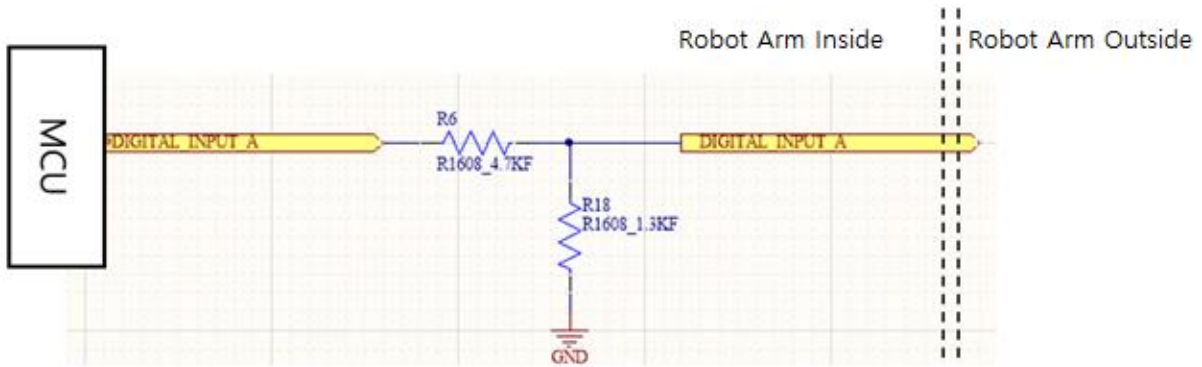 Robot Arm Inside
Robot Arm Outside
MCU
DIGITAL INPUT A
R6
R1608_4.7KF
DIGITAL INPUT A
R18
R1608_1.3KF
GND